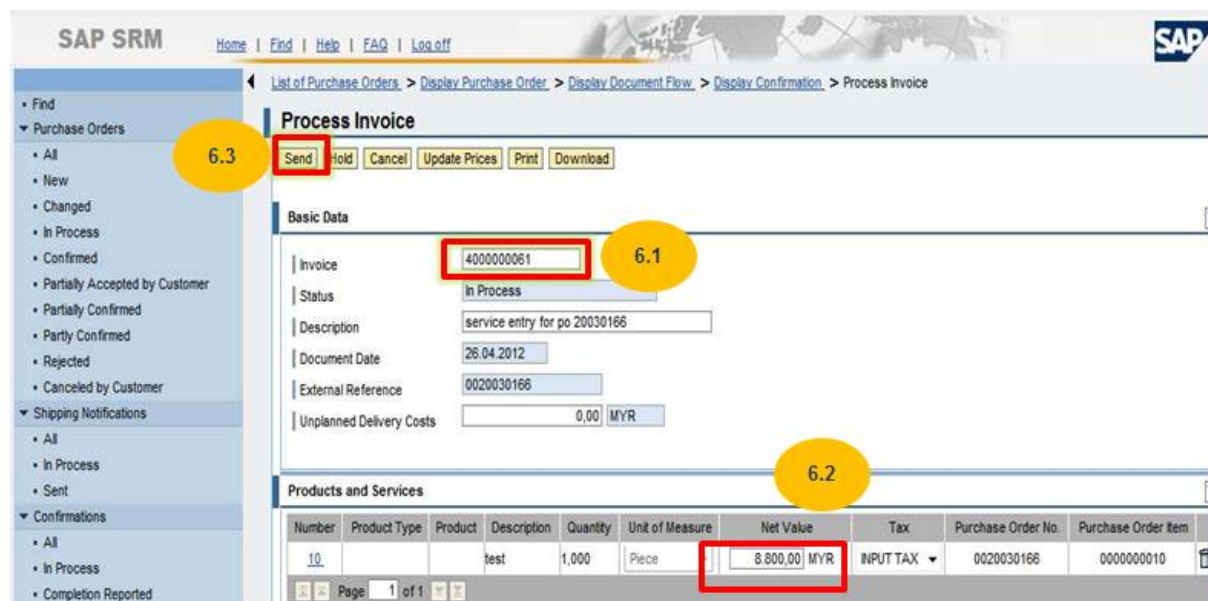 SAP SRM
Home | Find | Help | FAQ | Log off
SAP
List of Purchase Orders > Display Purchase Order > Display Document Flow > Display Confirmation > Process Invoice
• Find
Purchase Orders
• All
• New
• Changed
• In Process
• Confirmed
• Partially Accepted by Customer
• Partially Confirmed
• Partly Confirmed
• Rejected
• Canceled by Customer
Shipping Notifications
• All
• In Process
• Sent
Confirmations
• All
• In Process
• Completion Reported
Process Invoice
6.3
Send Hold Cancel Update Prices Print Download
Basic Data
Invoice 4000000061
6.1
Status In Process
Description service entry for po 20030166
Document Date 26.04.2012
External Reference 0020030166
Unplanned Delivery Costs 0,00 MYR
6.2
Products and Services
Number Product Type Product Description Quantity Unit of Measure Net Value Tax Purchase Order No. Purchase Order Item
10 test 1,000 Piece 8.800,00 MYR INPUT TAX 0020030166 0000000010
Page 1 of 1